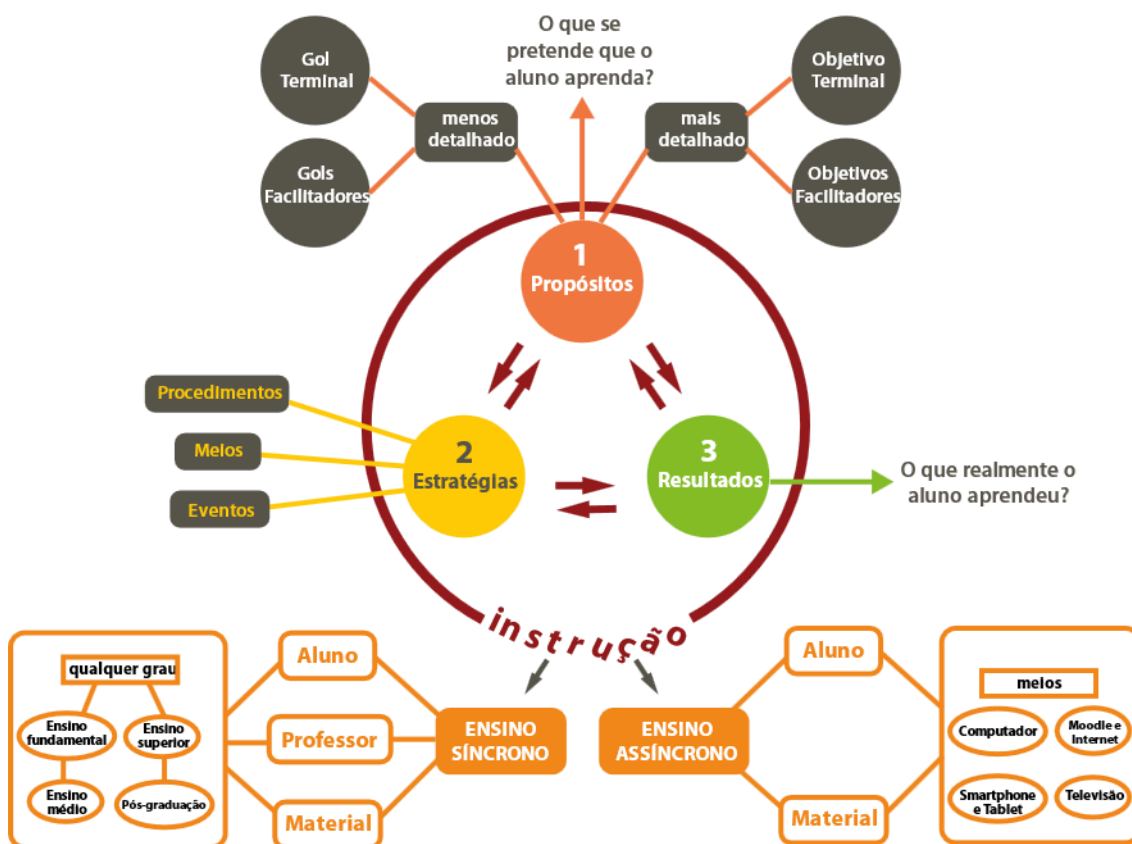 O que se
pretende que o
aluno aprenda?
Gol
Terminal
menos
detalhado
Gols
Facilitadores
mais
detalhado
Objetivo
Terminal
Objetivos
Facilitadores
1
Propósitos
Procedimentos
Meios
Eventos
2
Estratégias
3
Resultados
O que realmente o
aluno aprendeu?
instrução
qualquer grau
Ensino
fundamental
Ensino
superior
Ensino
médio
Pós-graduação
Aluno
Professor
Material
ENSINO
SÍNCRONO
ENSINO
ASSÍNCRONO
Aluno
Material
meios
Computador
Moodle e
Internet
Smartphone
e Tablet
Televisão